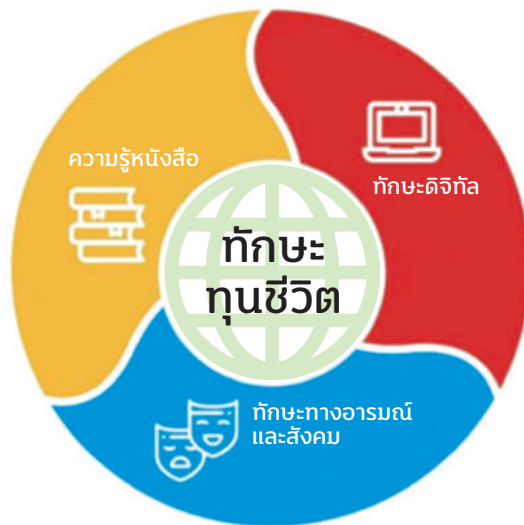 ความรู้หนังสือ
ทักษะดิจิทัล
ทักษะ
ทุนชีวิต
ทักษะทางอารมณ์
และสังคม